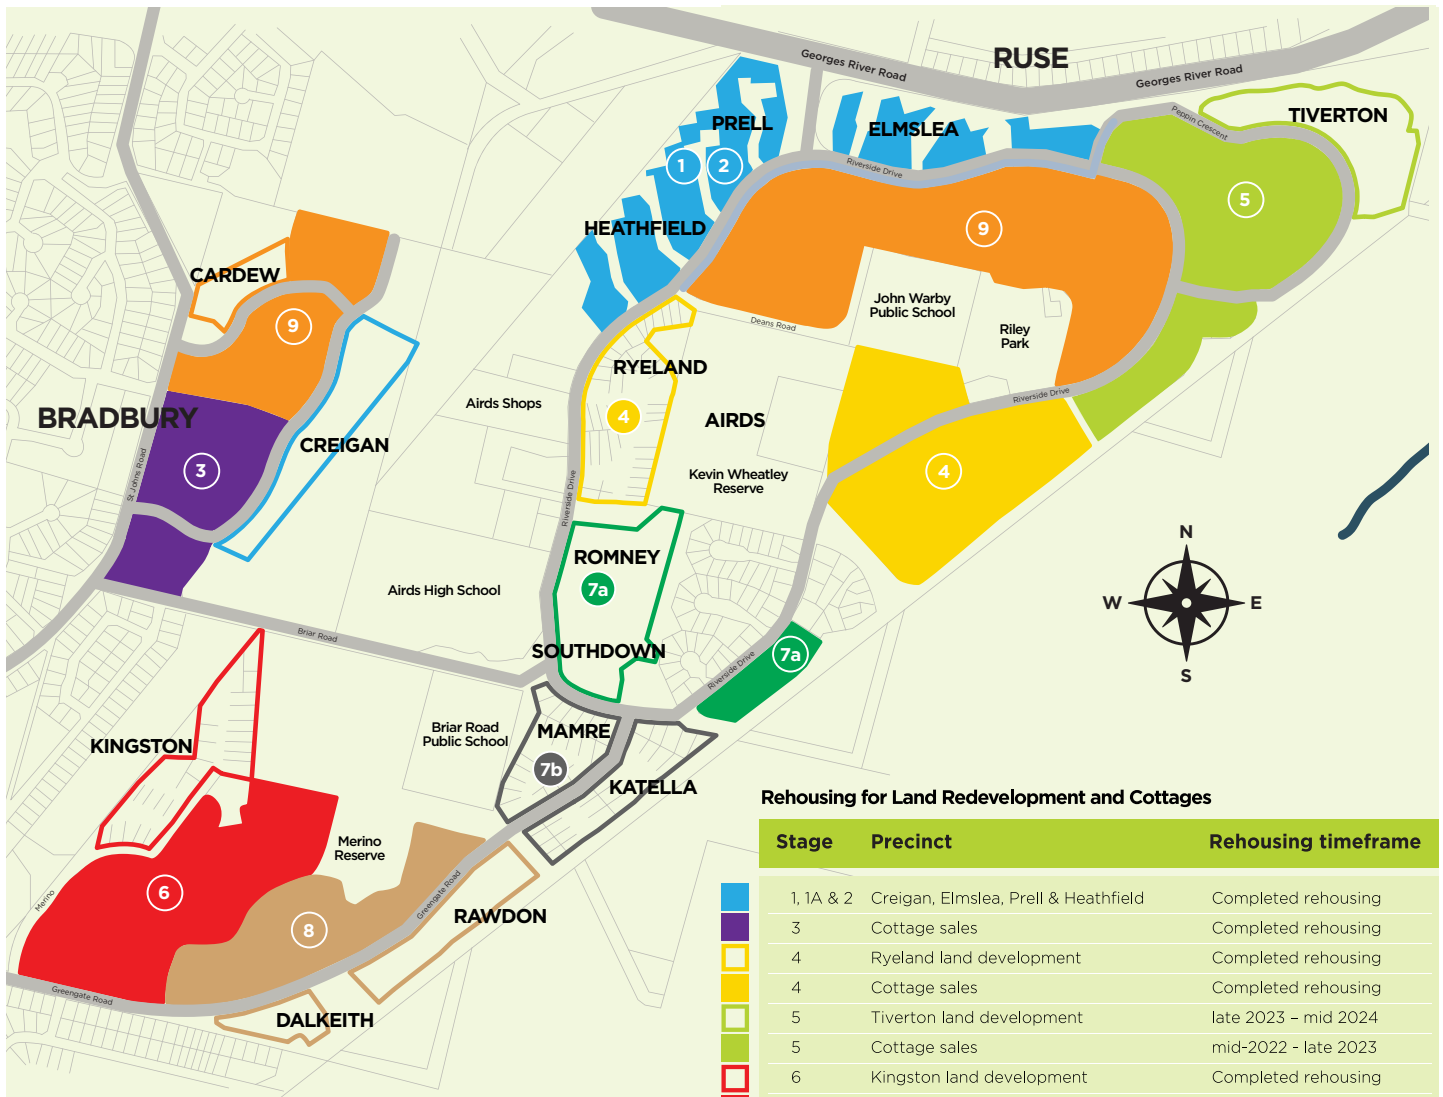 RUSE
Georges River Road
Georges River Road
Peppin Crescent
TIVERTON
PRELL
ELMSLEA
1
2
Riverside Drive
5
HEATHFIELD
9
CARDEW
John Warby
Public School
9
Deans Road
Riley
Park
RYELAND
Riverside Drive
Airds Shops
BRADBURY
4
AIRDS
CREIGAN
St Johns Road
3
Kevin Wheatley
Reserve
4
Riverside Drive
N
ROMNEY
Airds High School
7a
W
E
Briar Road
SOUTHDOWN
7a
Riverside Drive
S
KINGSTON
Briar Road
Public School
MAMRE
7b
KATELLA
Merino
Reserve
Merino
6
Greengate Road
RAWDON
8
Greengate Road
DALKEITH
Rehousing for Land Redevelopment and Cottages
Stage Precinct Rehousing timeframe
1, 1A & 2 Creigan, Elmslea, Prell & Heathfield Completed rehousing
3 Cottage sales Completed rehousing
4 Ryeland land development Completed rehousing
4 Cottage sales Completed rehousing
5 Tiverton land development late 2023 – mid 2024
5 Cottage sales mid-2022 - late 2023
6 Kingston land development Completed rehousing